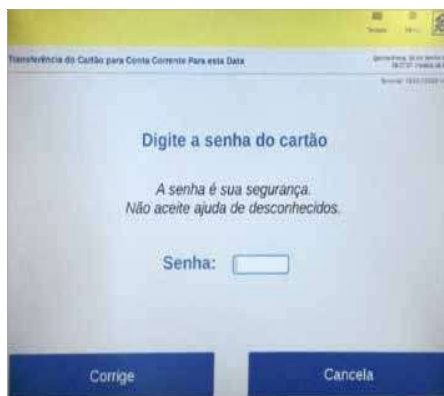 Transferência do Cartão para Conta Corrente Para esta Data
Digite a senha do cartão
A senha é sua segurança.
Não aceite ajuda de desconhecidos.
Senha:
Corrige
Cancela